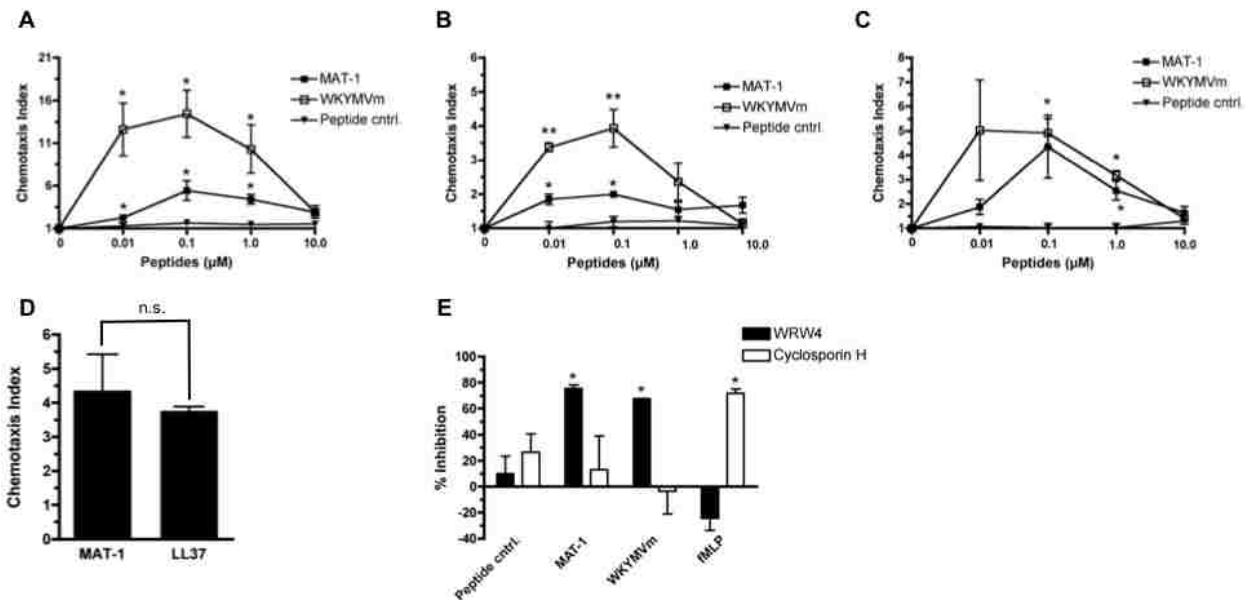 A
Chemotaxis Index
21
16
11
6
1
0
0.01
0.1
1.0
10.0
Peptides (µM)
* * *
* * *
MAT-1
WKYMVm
Peptide cntrl.
B
Chemotaxis Index
6
5
4
3
2
1
0
0.01
0.1
1.0
10.0
Peptides (µM)
** **
* *
MAT-1
WKYMVm
Peptide cntrl.
C
Chemotaxis Index
8
7
6
5
4
3
2
1
0
0.01
0.1
1.0
10.0
Peptides (µM)
* *
*
MAT-1
WKYMVm
Peptide cntrl.
D
n.s.
Chemotaxis Index
6
5
4
3
2
1
0
MAT-1
LL37
E
WRW4
Cyclosporin H
% Inhibition
100
80
60
40
20
0
-20
-40
* * *
Peptide cntrl.
MAT-1
WKYMVm
fMLP